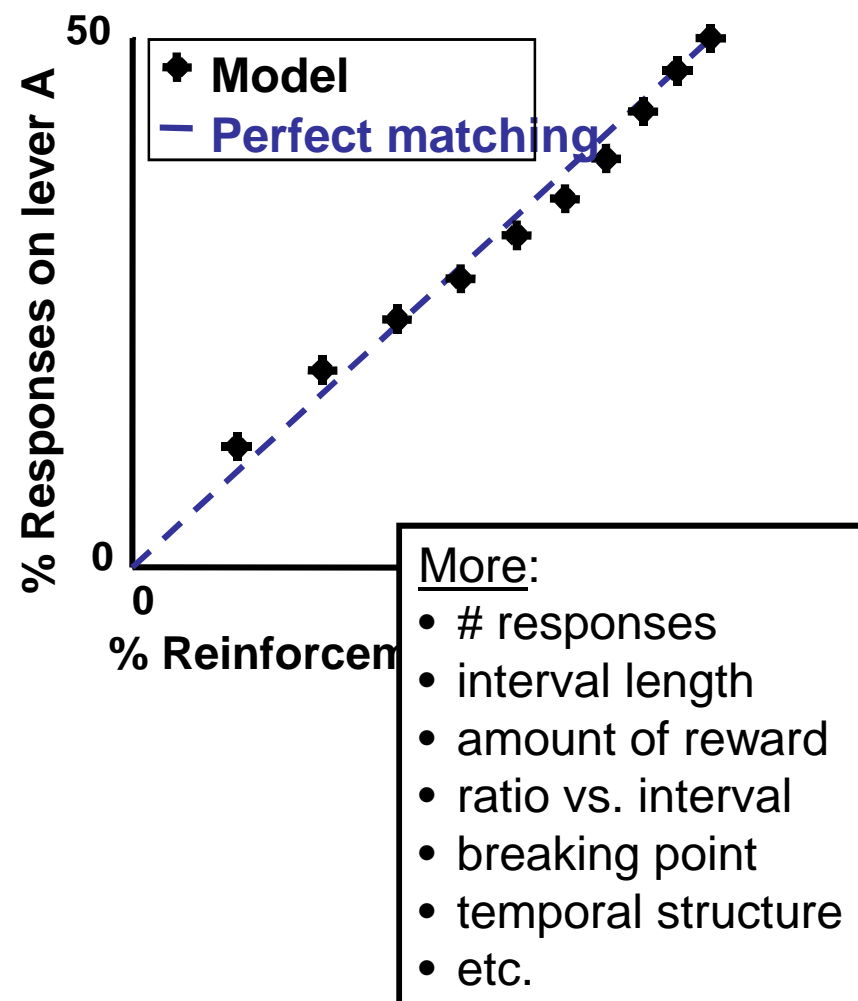 50
Model
Perfect matching
% Responses on lever A
0
0
% Reinforcem
More:
• # responses
• interval length
• amount of reward
• ratio vs. interval
• breaking point
• temporal structure
• etc.